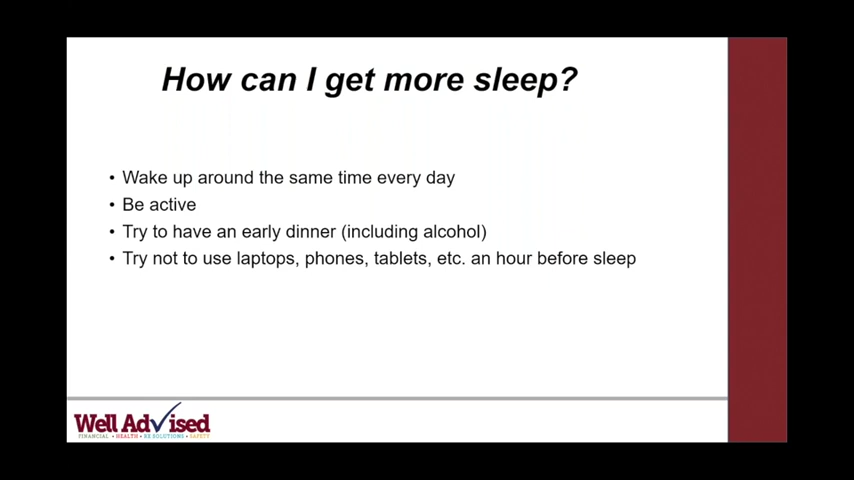 How can I get more sleep?
• Wake up around the same time every day
• Be active
• Try to have an early dinner (including alcohol)
• Try not to use laptops, phones, tablets, etc. an hour before sleep
Well Advised
FINANCIAL • HEALTH • RE:SOLUTIONS • SAFETY